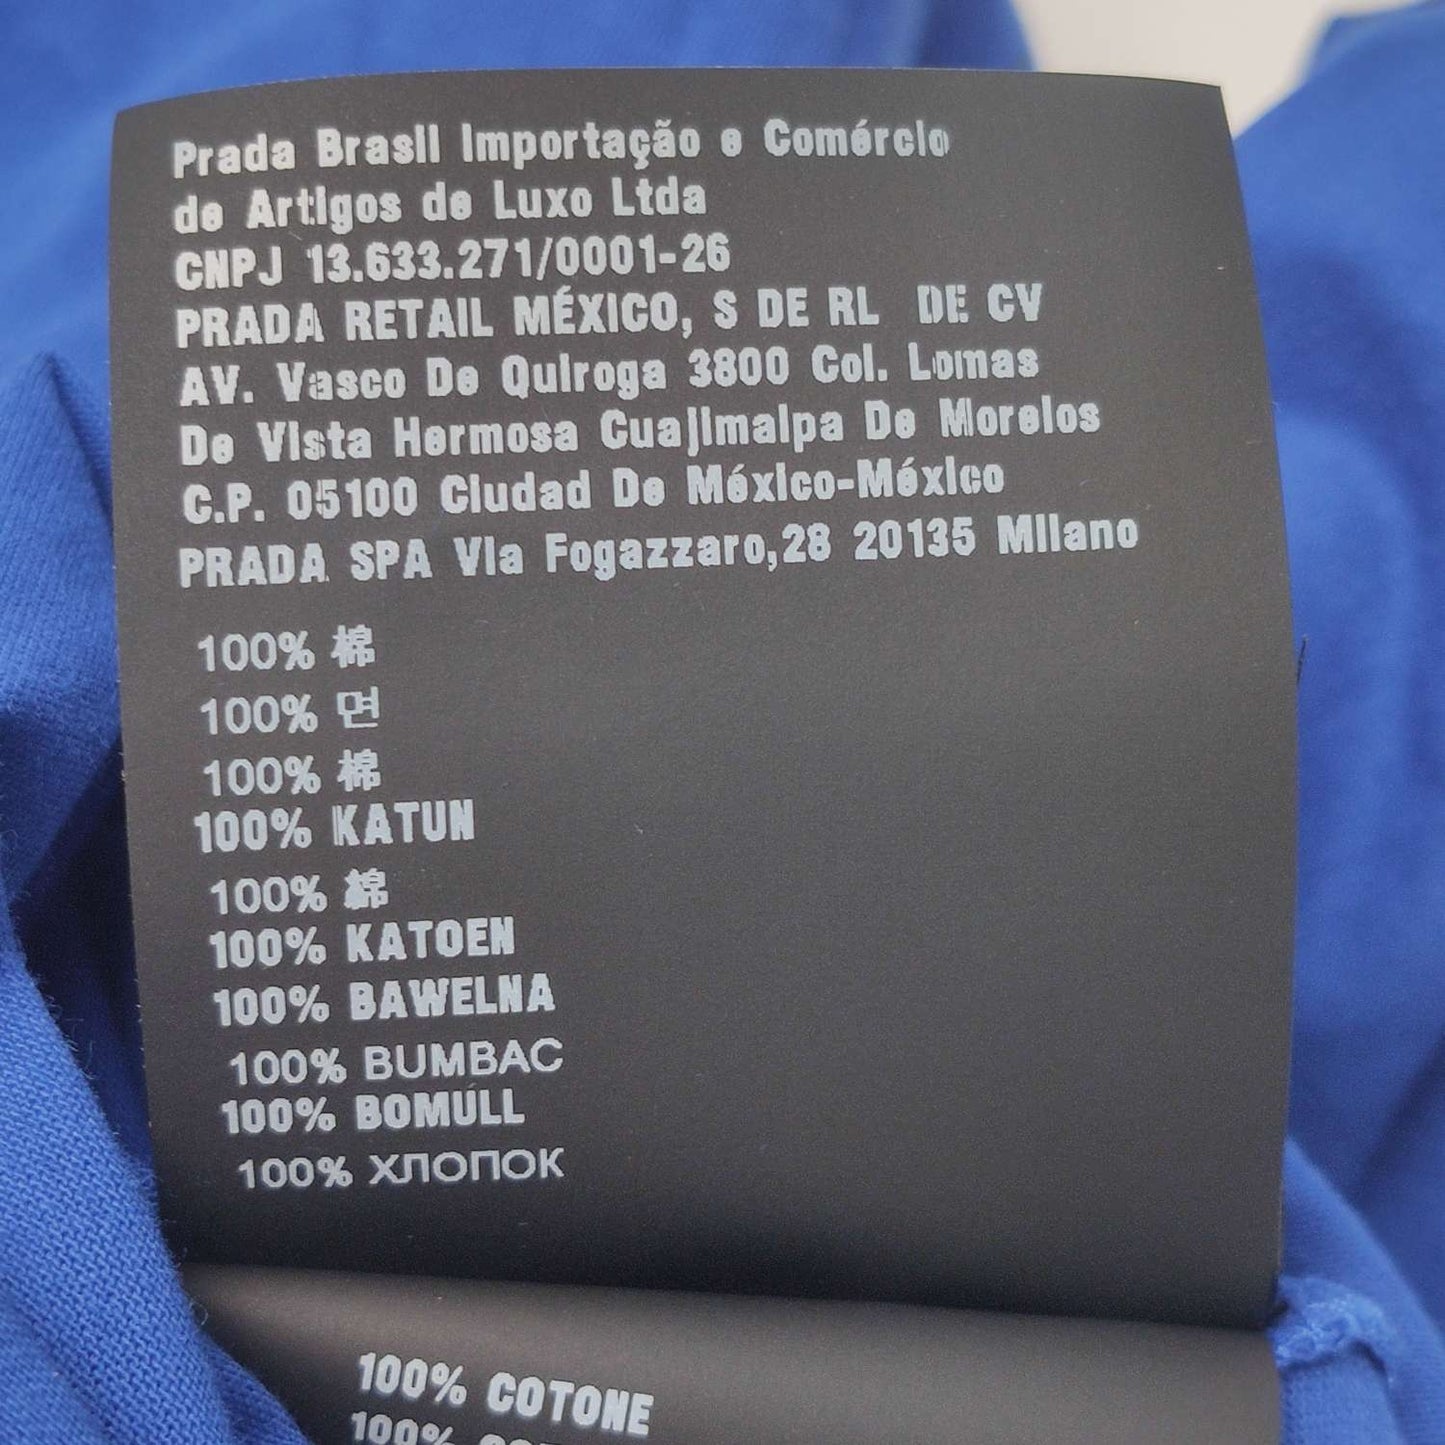 Prada Brasil Importação e Comércio
de Artigos de Luxo Ltda
CNPJ 13.633.271/0001-26
PRADA RETAIL MÉXICO, S DE RL DE CV
AV. Vasco De Quiroga 3800 Col. Lomas
De Vista Hermosa Cuajimalpa De Morelos
C.P. 05100 Ciudad De México-México
PRADA SPA Via Fogazzaro,28 20135 Milano
100% 棉
100% 면
100% 棉
100% KATUN
100% 綿
100% KATOEN
100% BAWELNA
100% BUMBAC
100% BOMULL
100% ХЛОПОК
100% COTONE
100%